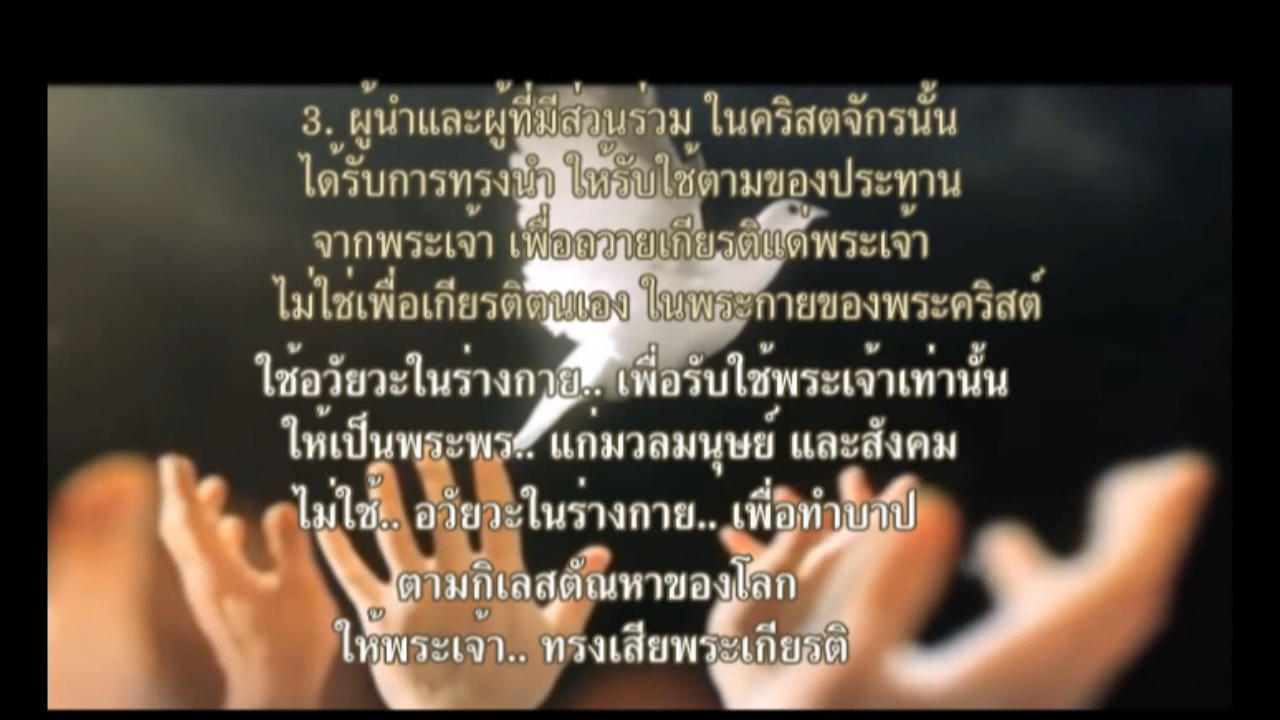 3. ผู้นำและผู้ที่มีส่วนร่วม ในคริสตจักรนั้น
ได้รับการทรงนำ ให้รับใช้ตามของประทาน
จากพระเจ้า เพื่อถวายเกียรติแด่พระเจ้า
ไม่ใช่เพื่อเกียรติตนเอง ในพระกายของพระคริสต์
ใช้อวัยวะในร่างกาย.. เพื่อรับใช้พระเจ้าเท่านั้น
ให้เป็นพระพร.. แก่มวลมนุษย์ และสังคม
ไม่ใช้.. อวัยวะในร่างกาย.. เพื่อทำบาป
ตามกิเลสตัณหาของโลก
ให้พระเจ้า.. ทรงเสียพระเกียรติ